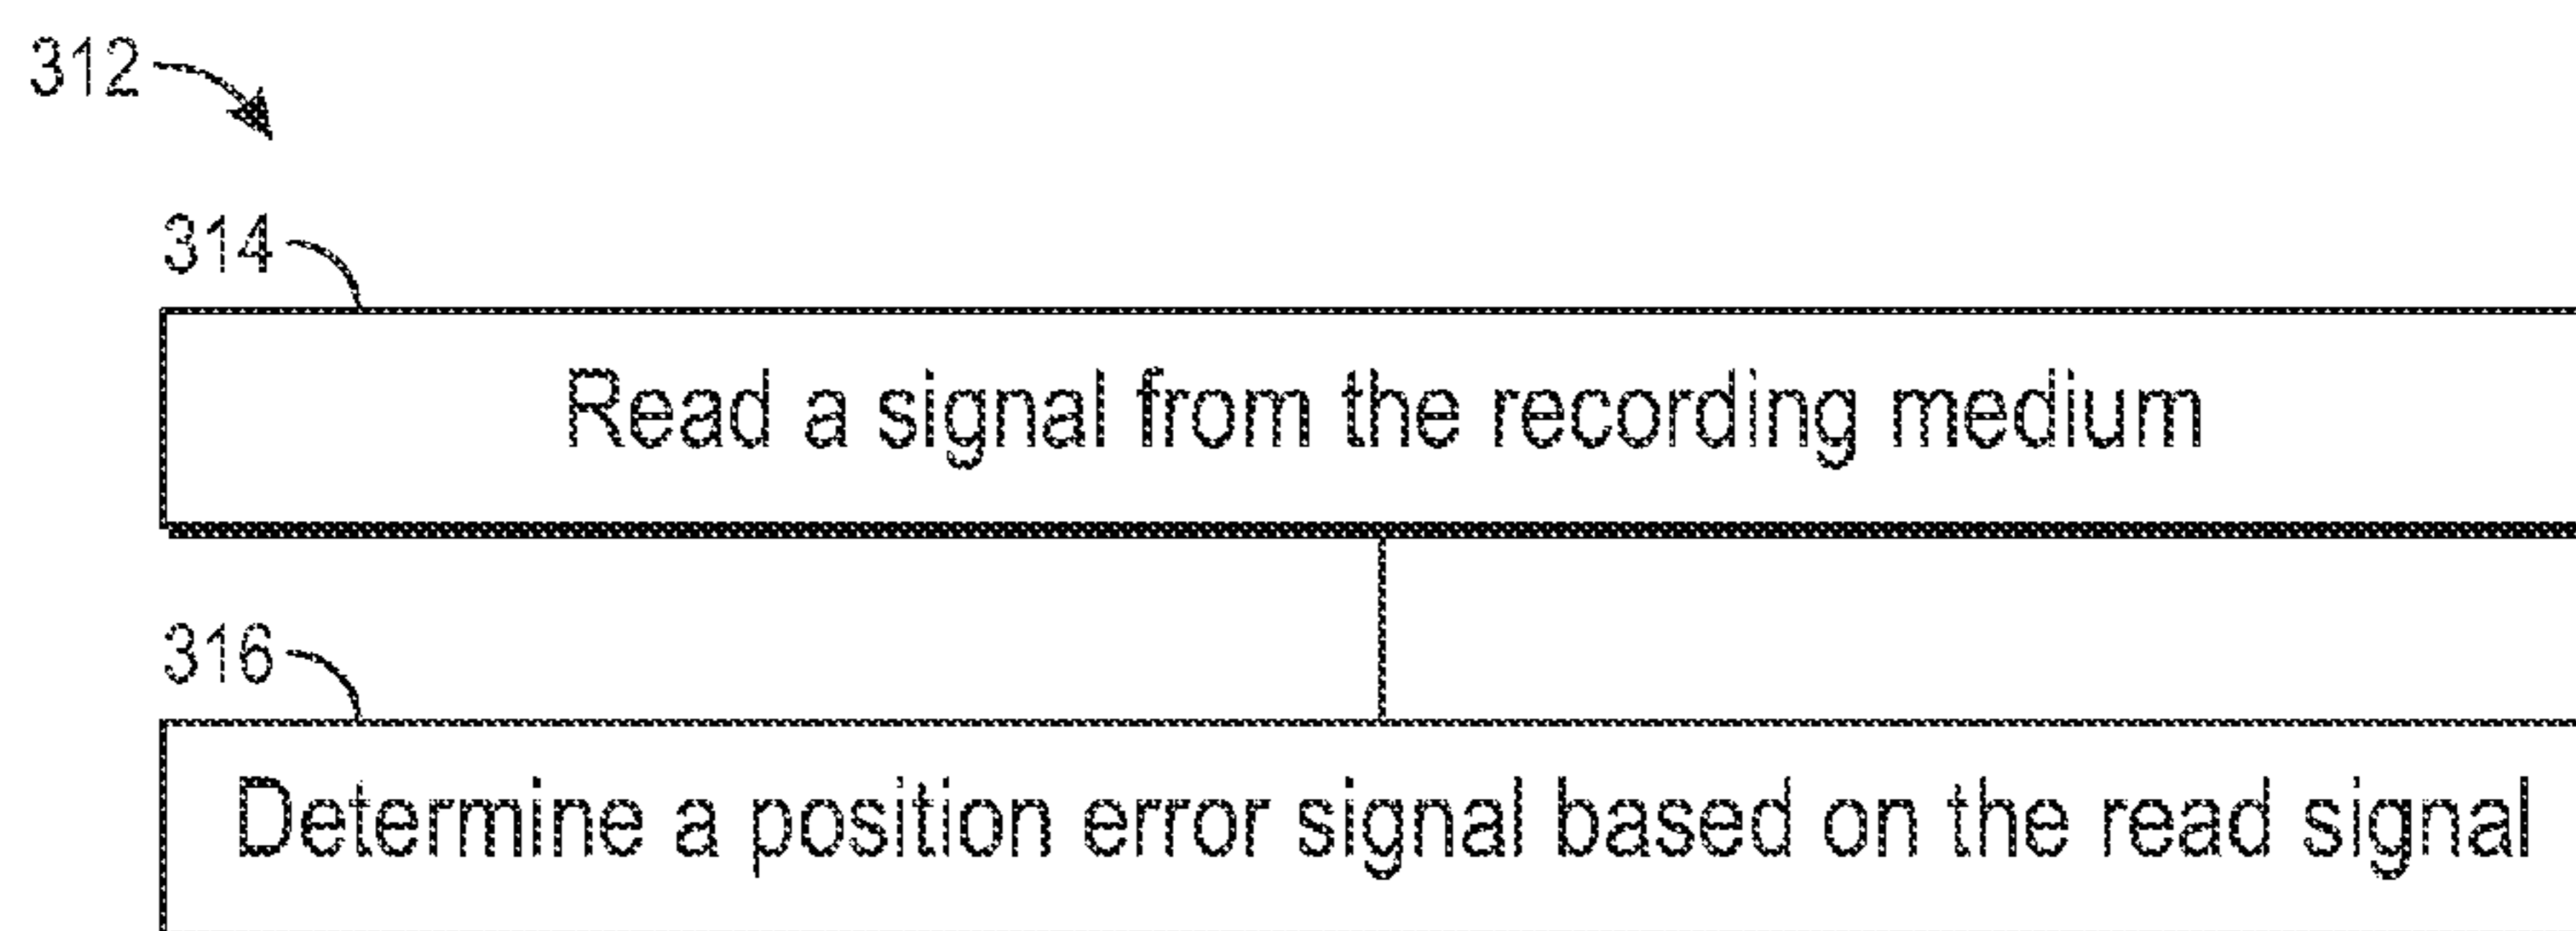 312
314
Read a signal from the recording medium
316
Determine a position error signal based on the read signal